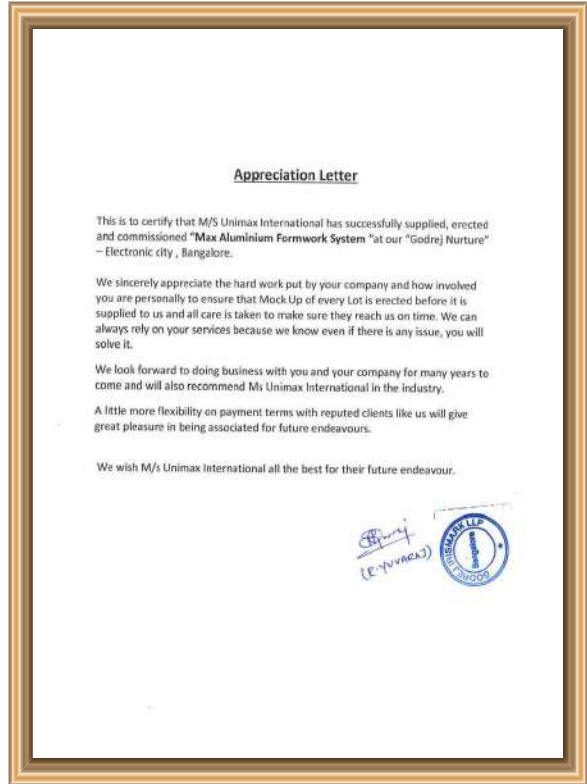 Appreciation Letter
This is to certify that M/S Unimax International has successfully supplied, erected
and commissioned "Max Aluminium Formwork System "at our "Godrej Nurture"
– Electronic city , Bangalore.
We sincerely appreciate the hard work put by your company and how involved
you are personally to ensure that Mock Up of every Lot is erected before it is
supplied to us and all care is taken to make sure they reach us on time. We can
always rely on your services because we know even if there is any issue, you will
solve it.
We look forward to doing business with you and your company for many years to
come and will also recommend Ms Unimax International in the industry.
A little more flexibility on payment terms with reputed clients like us will give
great pleasure in being associated for future endeavours.
We wish M/s Unimax International all the best for their future endeavour.
(R.YUVARAJ)
GODREJ IRISMARK LLP
Bangalore